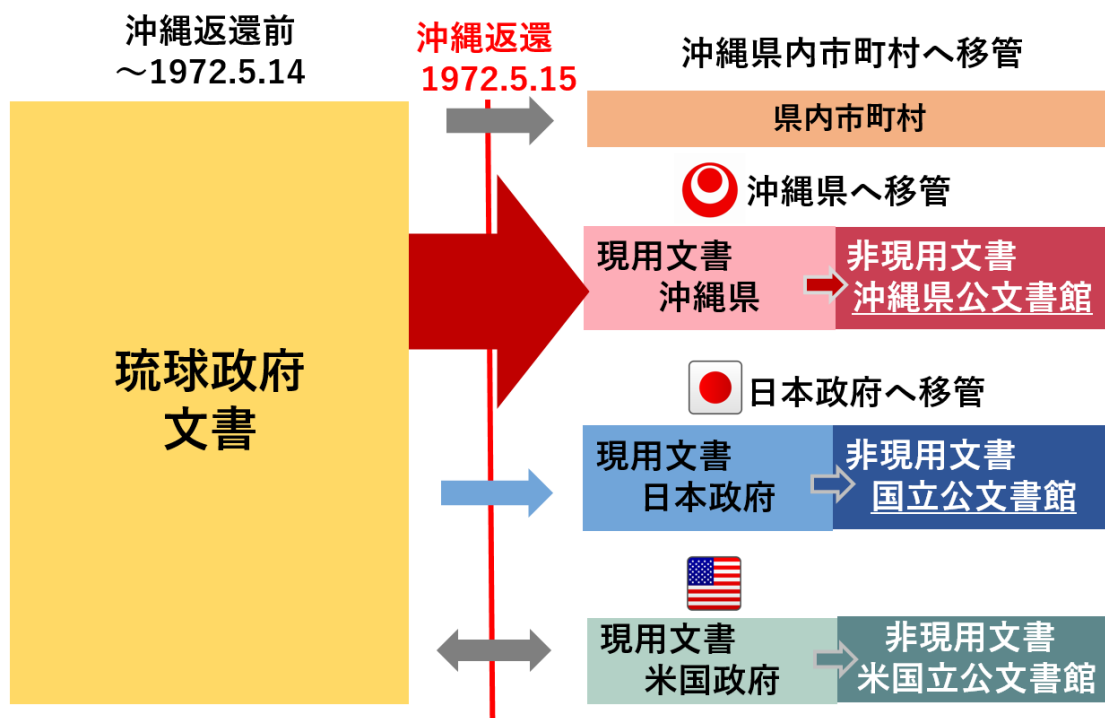 沖縄返還前
～1972.5.14
沖縄返還
1972.5.15
琉球政府
文書
沖縄県内市町村へ移管
県内市町村
沖縄県へ移管
現用文書
沖縄県
非現用文書
沖縄県公文書館
日本政府へ移管
現用文書
日本政府
非現用文書
国立公文書館
現用文書
米国政府
非現用文書
米国立公文書館